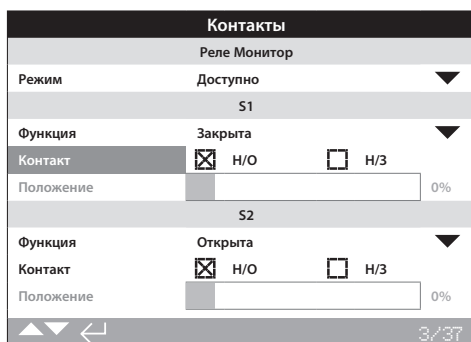 Контакты
Реле Монитор
Режим Доступно
S1
Функция Закрыта
Контакт Н/О Н/З
Положение 0%
S2
Функция Открыта
Контакт Н/О Н/З
Положение 0%
3/37